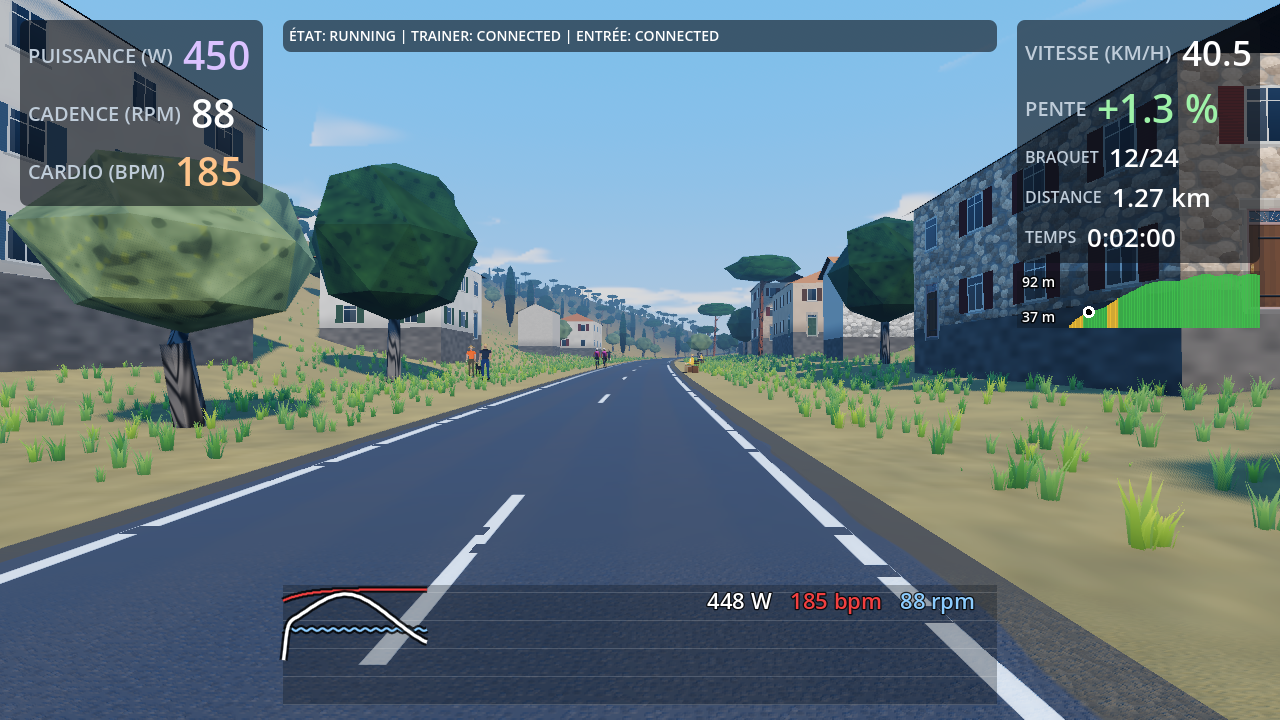 PUISSANCE (W) 450
CADENCE (RPM) 88
CARDIO (BPM) 185
ÉTAT: RUNNING | TRAINER: CONNECTED | ENTRÉE: CONNECTED
VITESSE (KM/H) 40.5
PENTE +1.3 %
BRAQUET 12/24
DISTANCE 1.27 km
TEMPS 0:02:00
92 m
37 m
448 W 185 bpm 88 rpm